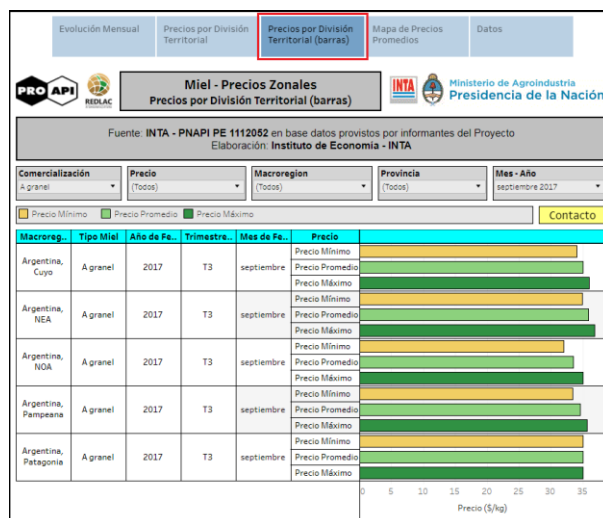 Evolución Mensual
Precios por División Territorial
Precios por División Territorial (barras)
Mapa de Precios Promedios
Datos
PRO API
REDLAC
Miel - Precios Zonales
Precios por División Territorial (barras)
INTA
Ministerio de Agroindustria
Presidencia de la Nación
Fuente: INTA - PNAPI PE 1112052 en base datos provistos por informantes del Proyecto
Elaboración: Instituto de Economia - INTA
Comercialización
A granel
Precio
(Todos)
Macroregion
(Todos)
Provincia
(Todos)
Mes - Año
septiembre 2017
Precio Mínimo Precio Promedio Precio Máximo
Contacto
Macroreg.. Tipo Miel Año de Fe.. Trimestre.. Mes de Fe.. Precio
Argentina, Cuyo A granel 2017 T3 septiembre
Precio Mínimo
Precio Promedio
Precio Máximo
Argentina, NEA A granel 2017 T3 septiembre
Precio Mínimo
Precio Promedio
Precio Máximo
Argentina, NOA A granel 2017 T3 septiembre
Precio Mínimo
Precio Promedio
Precio Máximo
Argentina, Pampeana A granel 2017 T3 septiembre
Precio Mínimo
Precio Promedio
Precio Máximo
Argentina, Patagonia A granel 2017 T3 septiembre
Precio Mínimo
Precio Promedio
Precio Máximo
0 5 10 15 20 25 30 35
Precio ($/kg)